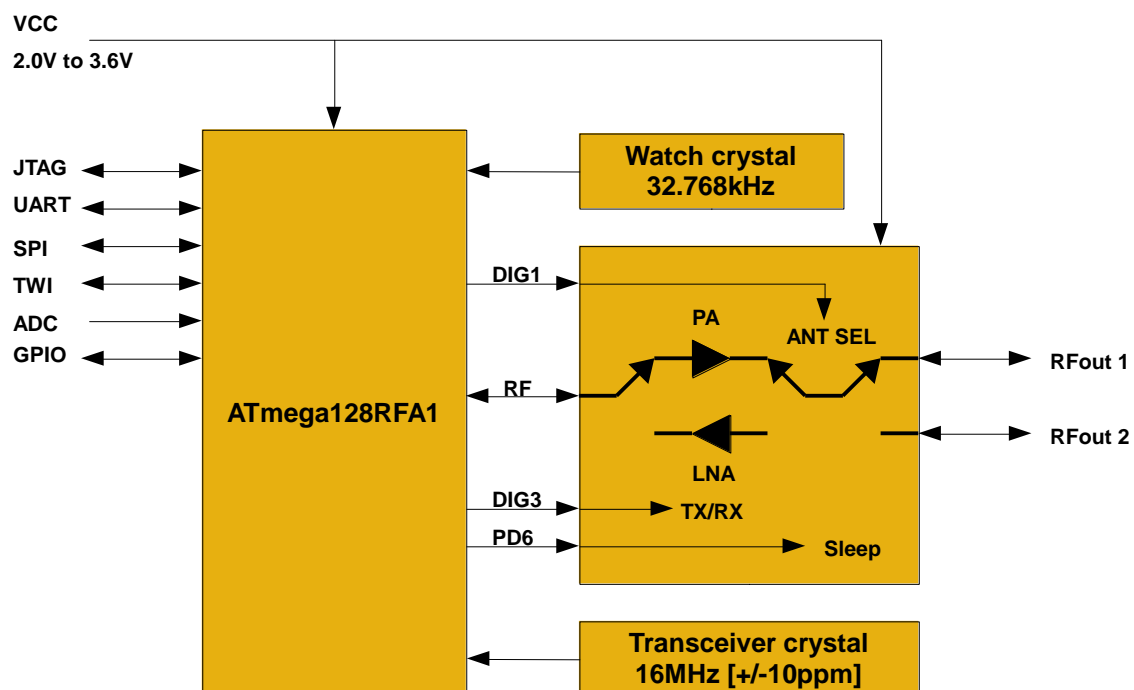 VCC
2.0V to 3.6V
JTAG
UART
SPI
TWI
ADC
GPIO
ATmega128RFA1
Watch crystal
32.768kHz
DIG1
PA
ANT SEL
RF
LNA
DIG3
TX/RX
PD6
Sleep
RFout 1
RFout 2
Transceiver crystal
16MHz [+/-10ppm]